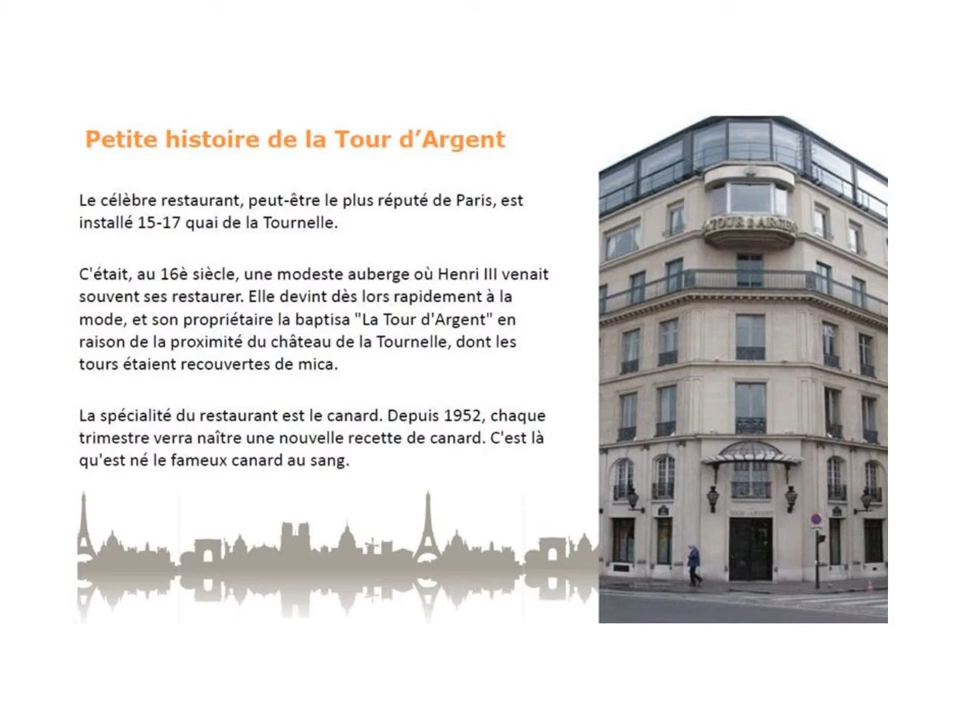 Petite histoire de la Tour d’Argent
Le célèbre restaurant, peut-être le plus réputé de Paris, est
installé 15-17 quai de la Tournelle.
C'était, au 16è siècle, une modeste auberge où Henri III venait
souvent ses restaurer. Elle devint dès lors rapidement à la
mode, et son propriétaire la baptisa "La Tour d'Argent" en
raison de la proximité du château de la Tournelle, dont les
tours étaient recouvertes de mica.
La spécialité du restaurant est le canard. Depuis 1952, chaque
trimestre verra naître une nouvelle recette de canard. C'est là
qu'est né le fameux canard au sang.
TOUR D'ARGENT